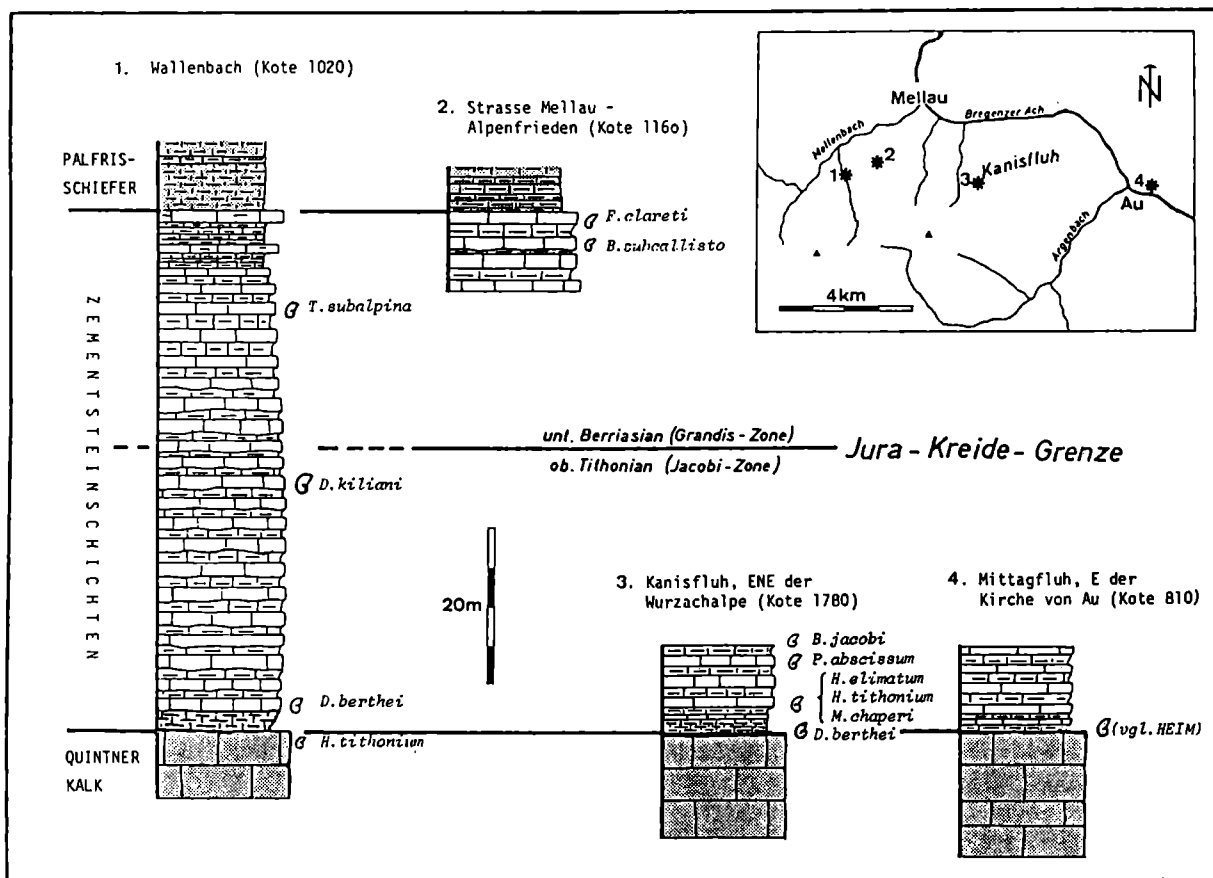 1. Wallenbach (Kote 1020)
2. Strasse Mellau -
Alpenfrieden (Kote 1160)
PALFRIS-
SCHIEFER
F.clareti
B.subcallisto
T.subalpina
ZEMENTSTEINSCHICHTEN
unt. Berriasian (Grandis-Zone)
ob. Tithonian (Jacobi-Zone)
Jura-Kreide-Grenze
D.kiliani
20m
D.berthei
H.tithonium
QUINTNER
KALK
3. Kanisfluh, ENE der
Wurzachalpe (Kote 1780)
B.jacobi
P.abscissum
H.elimatum
H.tithonium
M.chaperi
D.berthei
4. Mittagfluh, E der
Kirche von Au (Kote 810)
(vgl.HEIM)
N
Mellau
Bregenzer Ach
Mellenbach
1
2
3
Kanisfluh
4
Au
Argenbach
4km